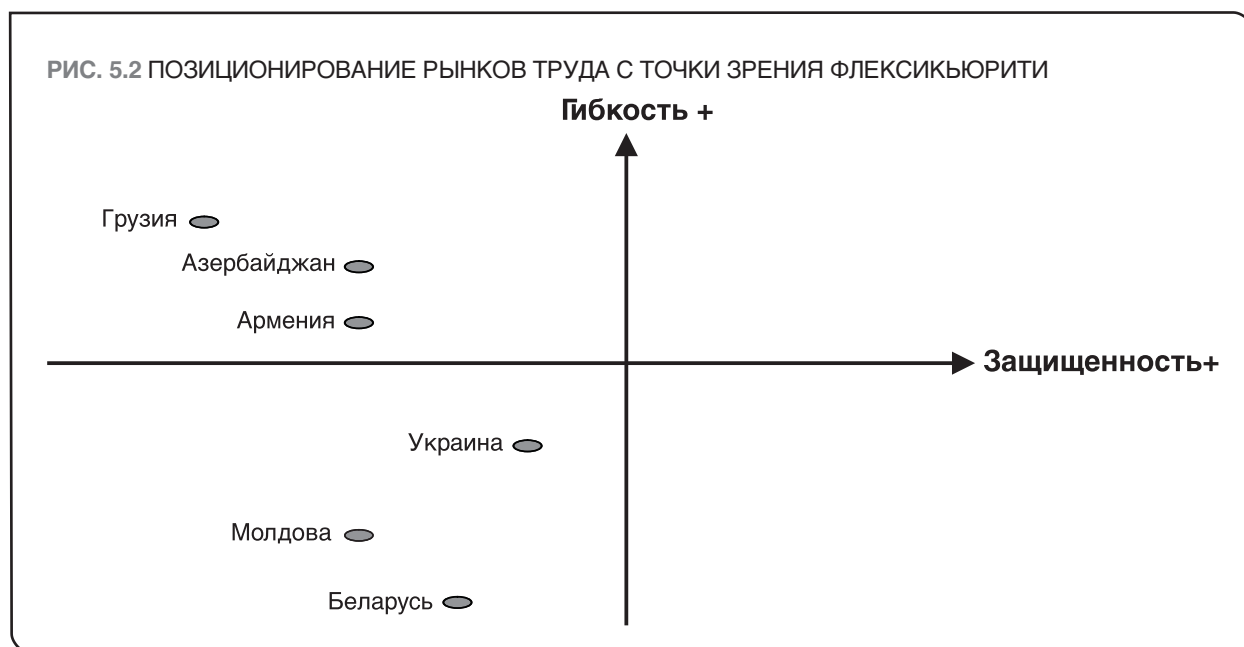 РИС. 5.2 ПОЗИЦИОНИРОВАНИЕ РЫНКОВ ТРУДА С ТОЧКИ ЗРЕНИЯ ФЛЕКСИКЬЮРИТИ
Гибкость +
Грузия
Азербайджан
Армения
Защищенность+
Украина
Молдова
Беларусь